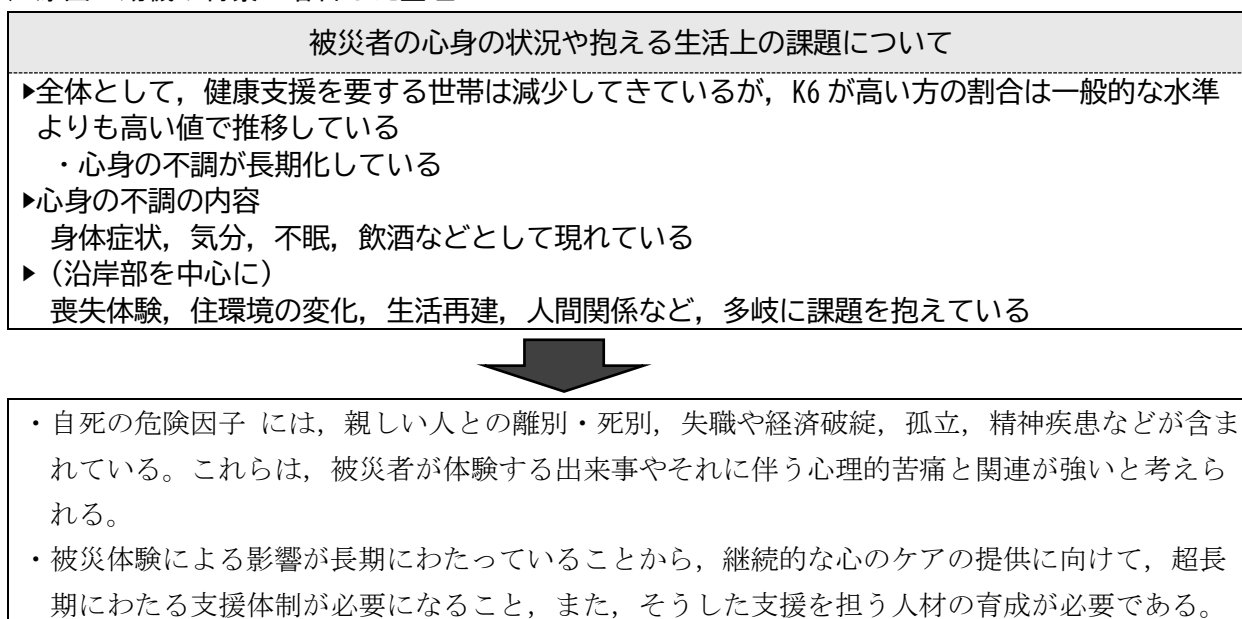 被災者の心身の状況や抱える生活上の課題について
▶全体として，健康支援を要する世帯は減少してきているが，K6 が高い方の割合は一般的な水準
よりも高い値で推移している
・心身の不調が長期化している
▶心身の不調の内容
身体症状，気分，不眠，飲酒などとして現れている
▶（沿岸部を中心に）
喪失体験，住環境の変化，生活再建，人間関係など，多岐に課題を抱えている
・自死の危険因子 には，親しい人との離別・死別，失職や経済破綻，孤立，精神疾患などが含ま
れている。これらは，被災者が体験する出来事やそれに伴う心理的苦痛と関連が強いと考えら
れる。
・被災体験による影響が長期にわたっていることから，継続的な心のケアの提供に向けて，超長
期にわたる支援体制が必要になること，また，そうした支援を担う人材の育成が必要である。